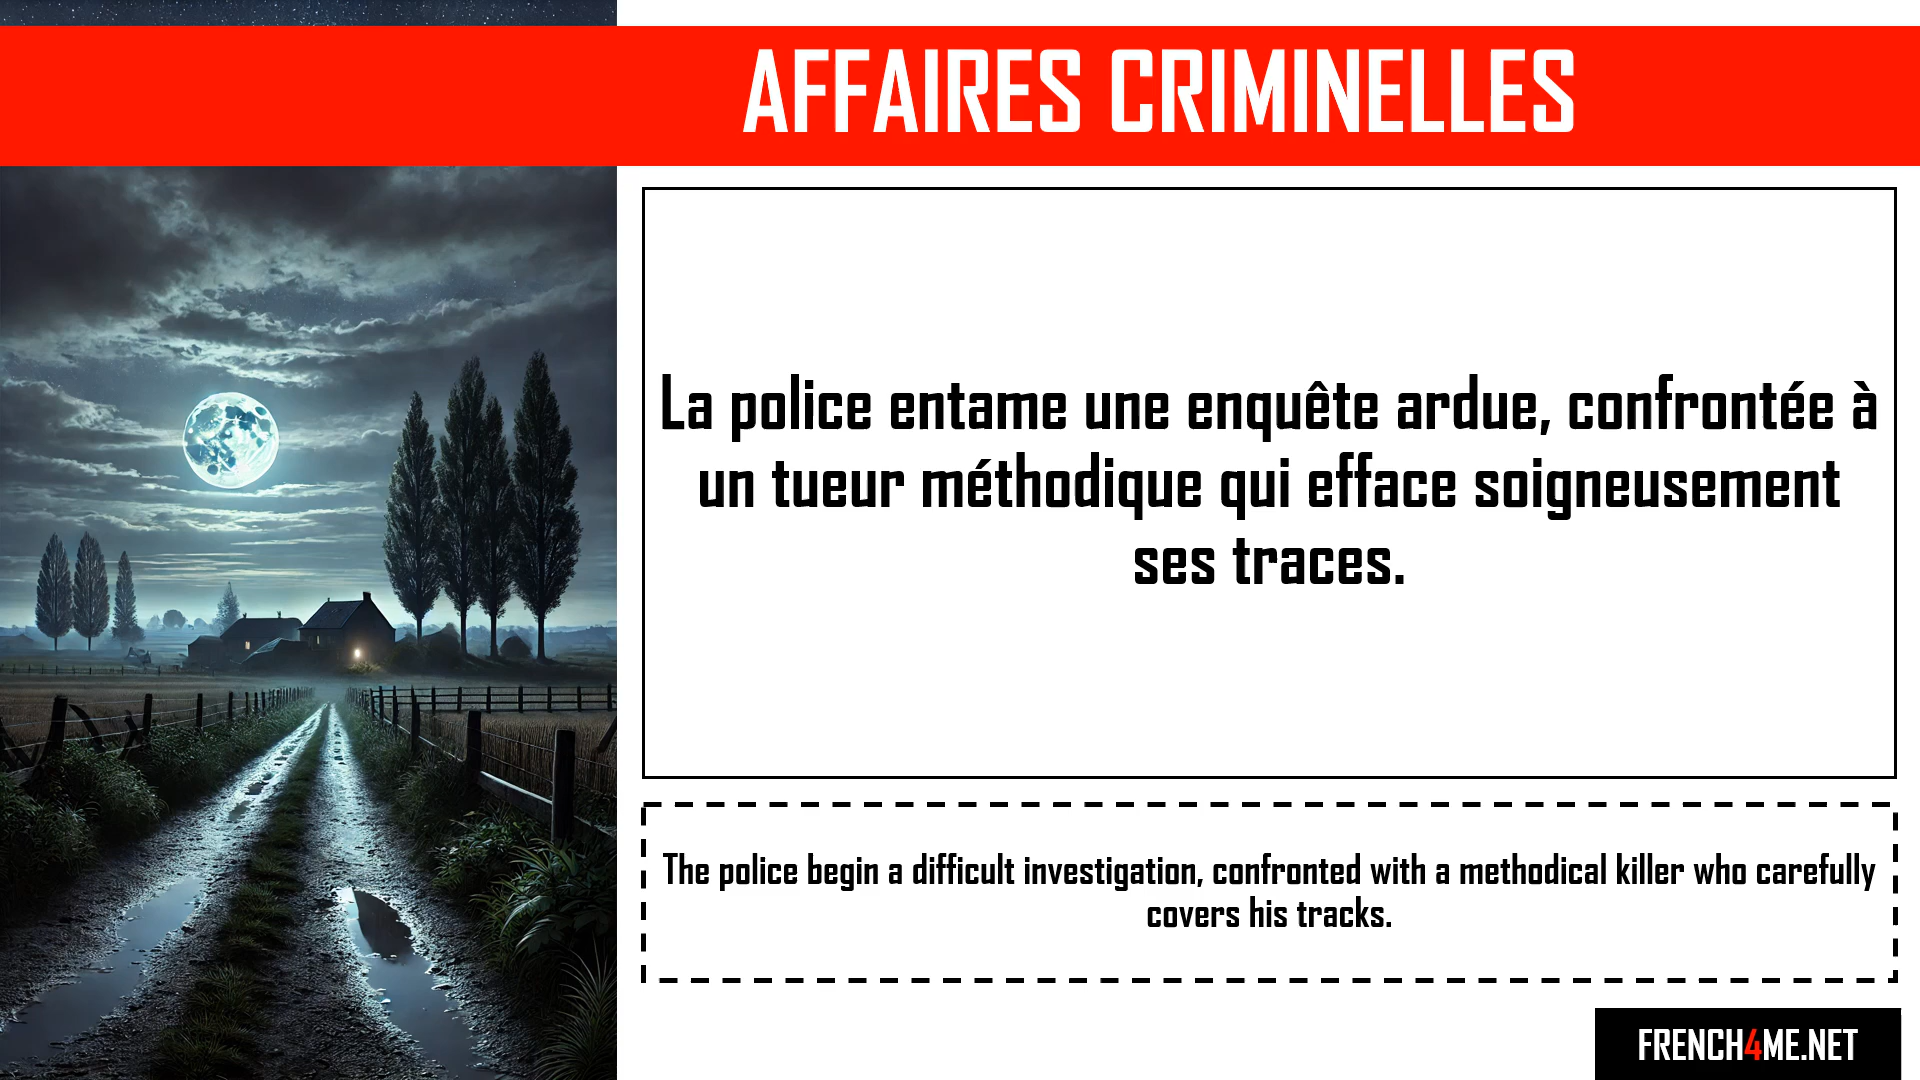 AFFAIRES CRIMINELLES
La police entame une enquête ardue, confrontée à
un tueur méthodique qui efface soigneusement
ses traces.
The police begin a difficult investigation, confronted with a methodical killer who carefully
covers his tracks.
FRENCH4ME.NET